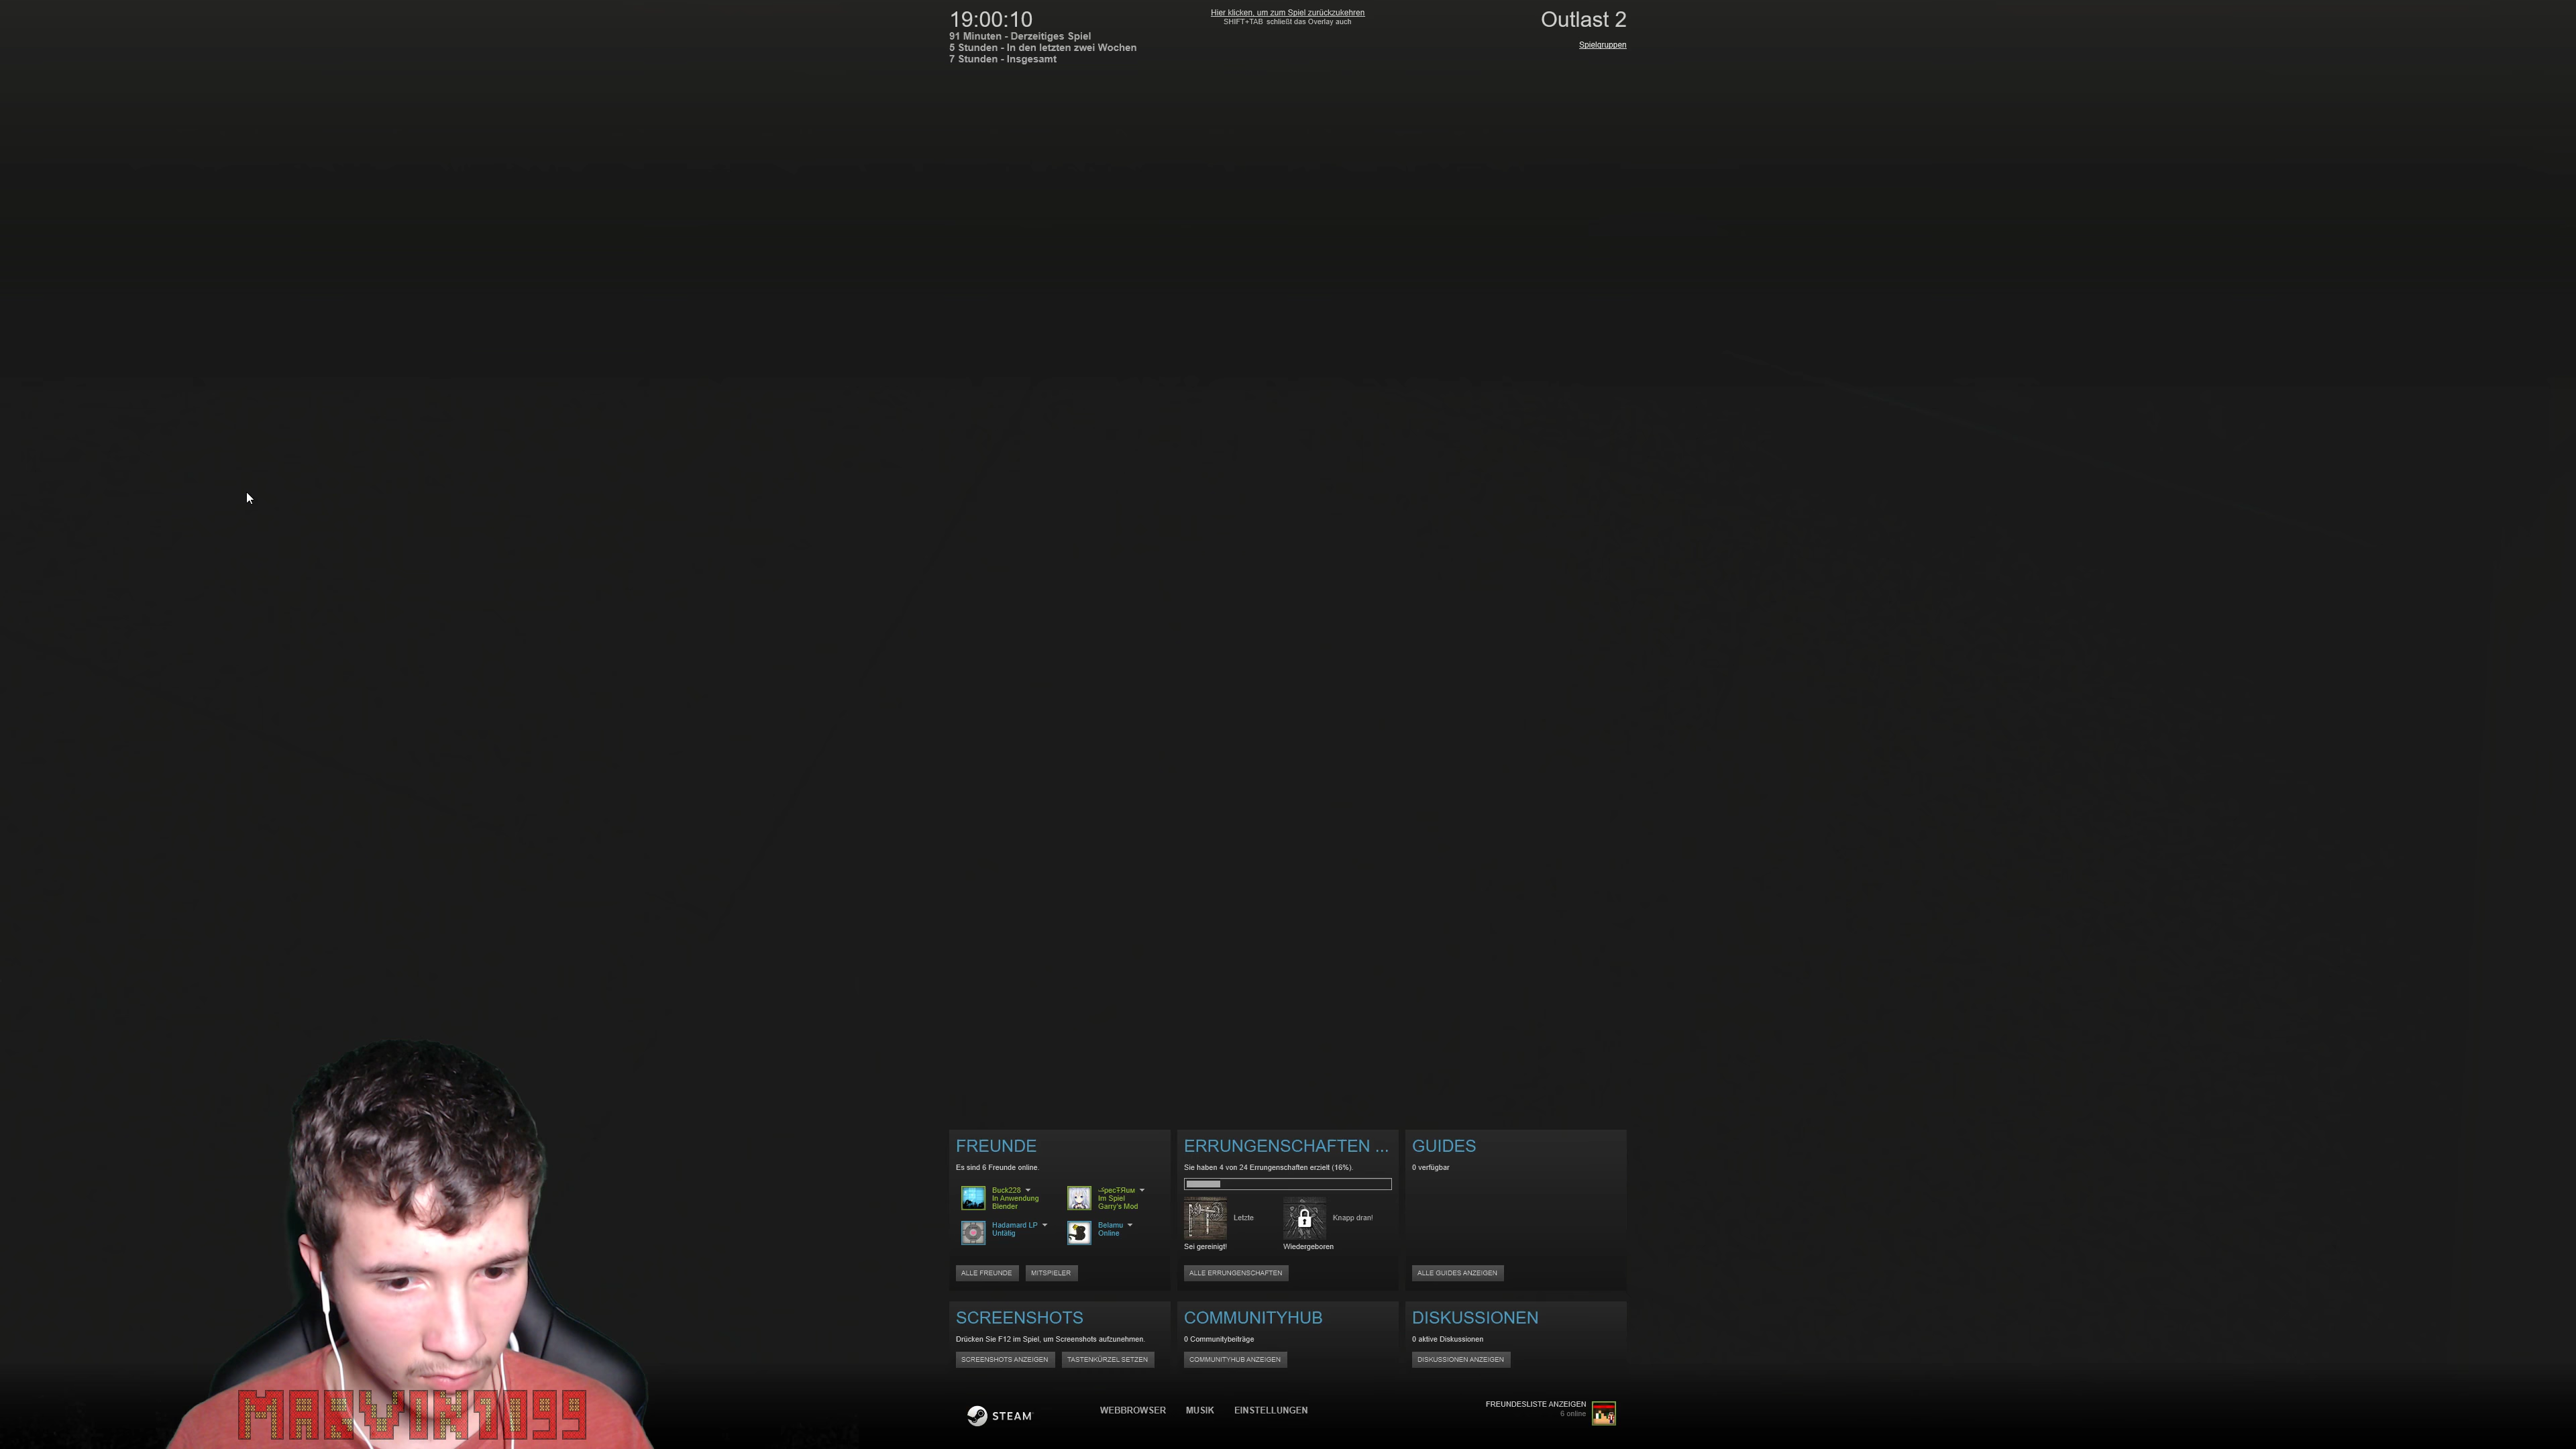 19:00:10
91 Minuten - Derzeitiges Spiel
5 Stunden - In den letzten zwei Wochen
7 Stunden - Insgesamt
Hier klicken, um zum Spiel zurückzukehren
SHIFT+TAB schließt das Overlay auch
Outlast 2
Spielgruppen
FREUNDE
Es sind 6 Freunde online.
Buck228
In Anwendung
Blender
Im Spiel
Garry's Mod
Hadamard LP
Untätig
Belamu
Online
ALLE FREUNDE
MITSPIELER
ERRUNGENSCHAFTEN ...
Sie haben 4 von 24 Errungenschaften erzielt (16%).
Letzte
Knapp dran!
Sei gereinigt!
Wiedergeboren
ALLE ERRUNGENSCHAFTEN
GUIDES
0 verfügbar
ALLE GUIDES ANZEIGEN
SCREENSHOTS
Drücken Sie F12 im Spiel, um Screenshots aufzunehmen.
SCREENSHOTS ANZEIGEN
TASTENKÜRZEL SETZEN
COMMUNITYHUB
0 Communitybeiträge
COMMUNITYHUB ANZEIGEN
DISKUSSIONEN
0 aktive Diskussionen
DISKUSSIONEN ANZEIGEN
MARVIN1099
STEAM
WEBBROWSER
MUSIK
EINSTELLUNGEN
FREUNDESLISTE ANZEIGEN
6 online